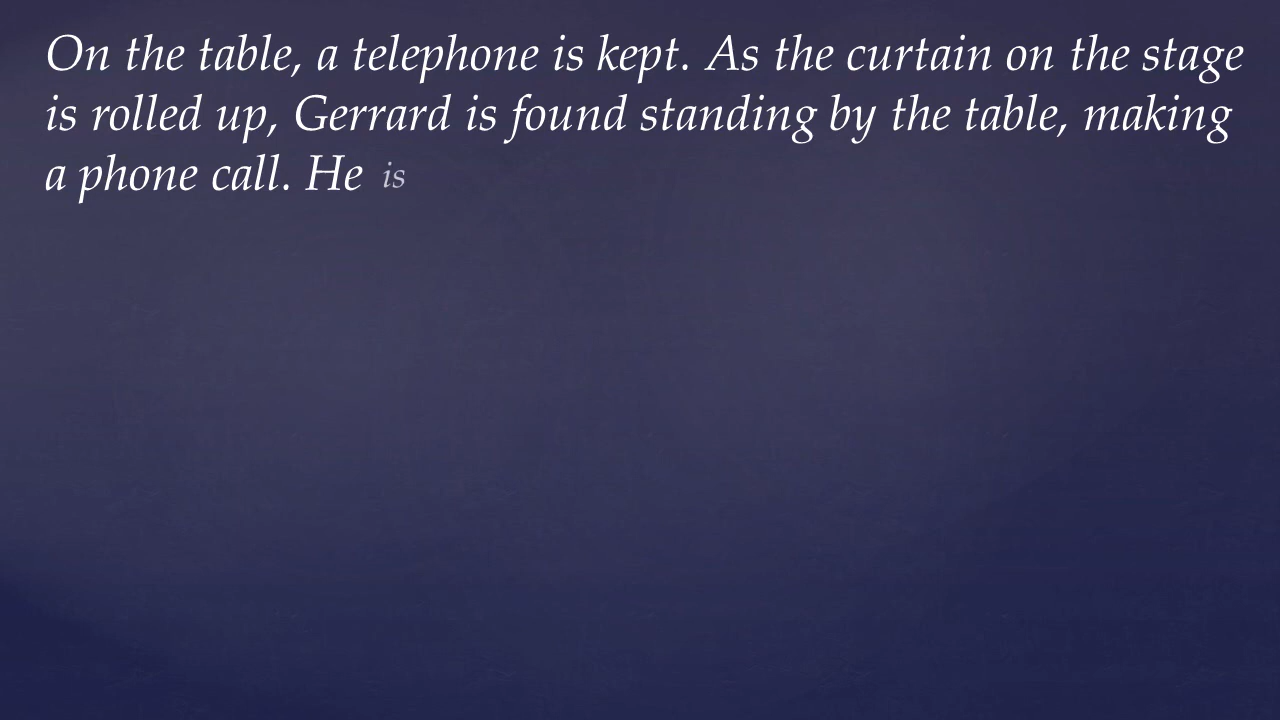 On the table, a telephone is kept. As the curtain on the stage
is rolled up, Gerrard is found standing by the table, making
a phone call. He is